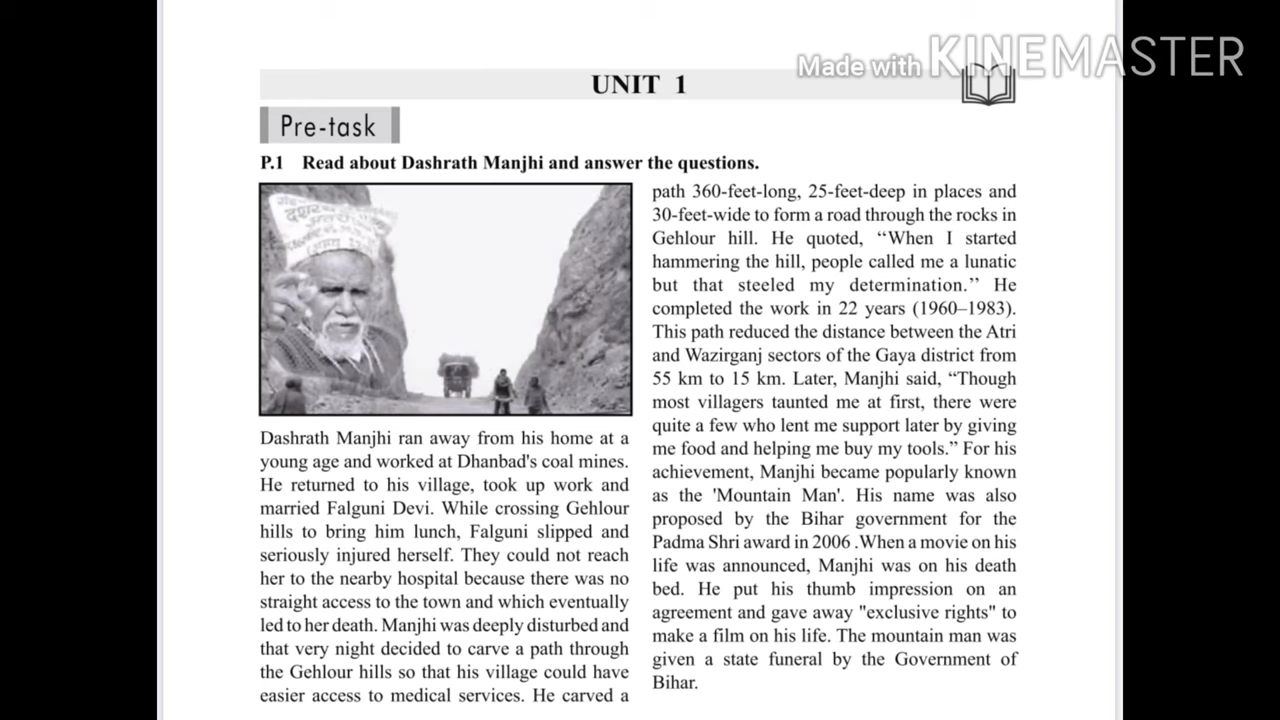 Made with KINEMASTER
UNIT 1
Pre-task
P.1 Read about Dashrath Manjhi and answer the questions.
Dashrath Manjhi ran away from his home at a
young age and worked at Dhanbad's coal mines.
He returned to his village, took up work and
married Falguni Devi. While crossing Gehlour
hills to bring him lunch, Falguni slipped and
seriously injured herself. They could not reach
her to the nearby hospital because there was no
straight access to the town and which eventually
led to her death. Manjhi was deeply disturbed and
that very night decided to carve a path through
the Gehlour hills so that his village could have
easier access to medical services. He carved a
path 360-feet-long, 25-feet-deep in places and
30-feet-wide to form a road through the rocks in
Gehlour hill. He quoted, ‘‘When I started
hammering the hill, people called me a lunatic
but that steeled my determination.’’ He
completed the work in 22 years (1960–1983).
This path reduced the distance between the Atri
and Wazirganj sectors of the Gaya district from
55 km to 15 km. Later, Manjhi said, “Though
most villagers taunted me at first, there were
quite a few who lent me support later by giving
me food and helping me buy my tools.” For his
achievement, Manjhi became popularly known
as the 'Mountain Man'. His name was also
proposed by the Bihar government for the
Padma Shri award in 2006 .When a movie on his
life was announced, Manjhi was on his death
bed. He put his thumb impression on an
agreement and gave away "exclusive rights" to
make a film on his life. The mountain man was
given a state funeral by the Government of
Bihar.